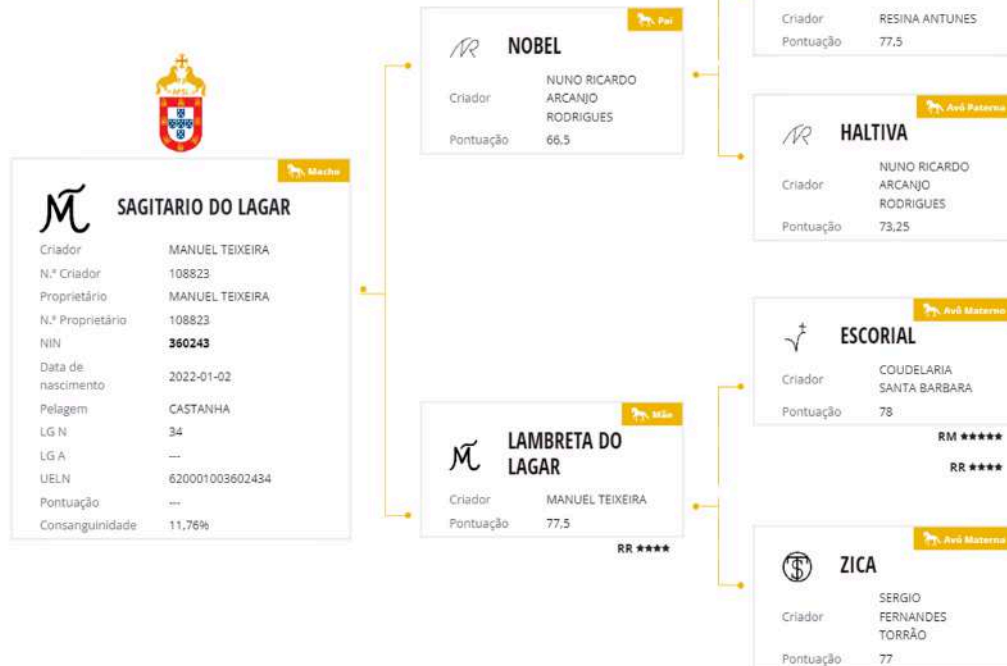 APSL
Macho
SAGITARIO DO LAGAR
Criador MANUEL TEIXEIRA
N.º Criador 108823
Proprietário MANUEL TEIXEIRA
N.º Proprietário 108823
NIN 360243
Data de
nascimento 2022-01-02
Pelagem CASTANHA
LG N 34
LG A ---
UELN 620001003602434
Pontuação ---
Consanguinidade 11,76%
Pai
NOBEL
Criador NUNO RICARDO
ARCANJO
RODRIGUES
Pontuação 66,5
Mãe
LAMBRETA DO
LAGAR
Criador MANUEL TEIXEIRA
Pontuação 77,5
RR ★★★★
Criador RESINA ANTUNES
Pontuação 77,5
Avó Paterna
HALTIVA
Criador NUNO RICARDO
ARCANJO
RODRIGUES
Pontuação 73,25
Avô Materno
ESCORIAL
Criador COUDELARIA
SANTA BARBARA
Pontuação 78
RM ★★★★★
RR ★★★★
Avó Materna
ZICA
Criador SERGIO
FERNANDES
TORRÃO
Pontuação 77